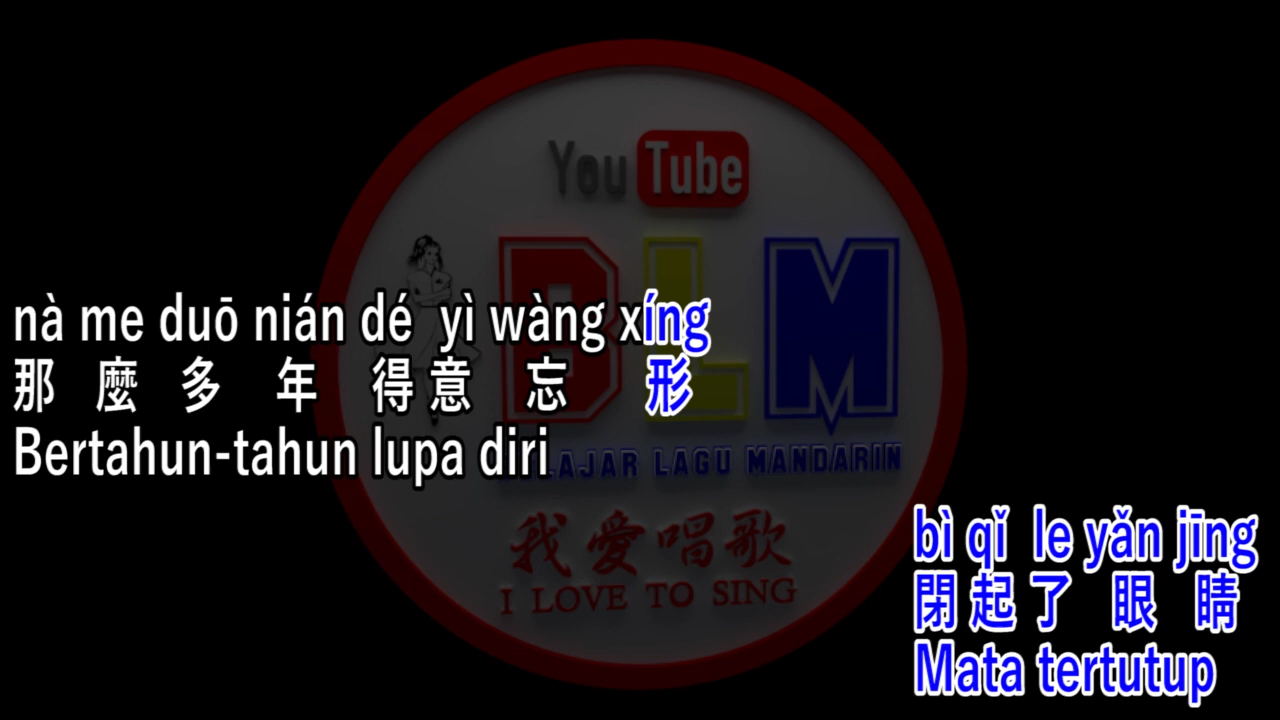 YouTube
BLM
BELAJAR LAGU MANDARIN
我愛唱歌
I LOVE TO SING
nà me duō nián dé yì wàng xíng
那麼多年得意忘形
Bertahun-tahun lupa diri
bì qǐ le yǎn jīng
閉起了眼睛
Mata tertutup